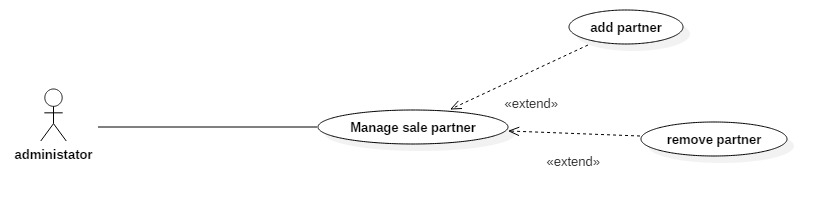 add partner
«extend»
Manage sale partner
remove partner
administator
«extend»